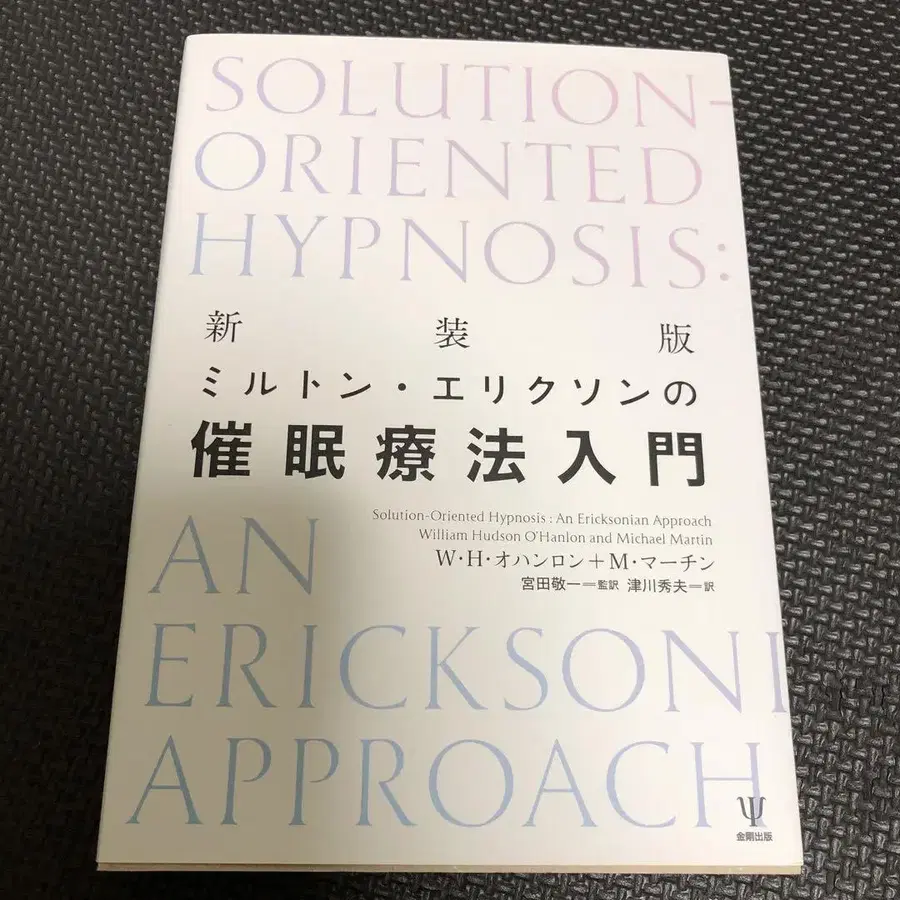 SOLUTION-
ORIENTED
HYPNOSIS:
新装版
ミルトン・エリクソンの
催眠療法入門
Solution-Oriented Hypnosis : An Ericksonian Approach
William Hudson O'Hanlon and Michael Martin
W・H・オハンロン＋M・マーチン
宮田敬一＝監訳 津川秀夫＝訳
AN
ERICKSONI
APPROACH
Ψ
金剛出版